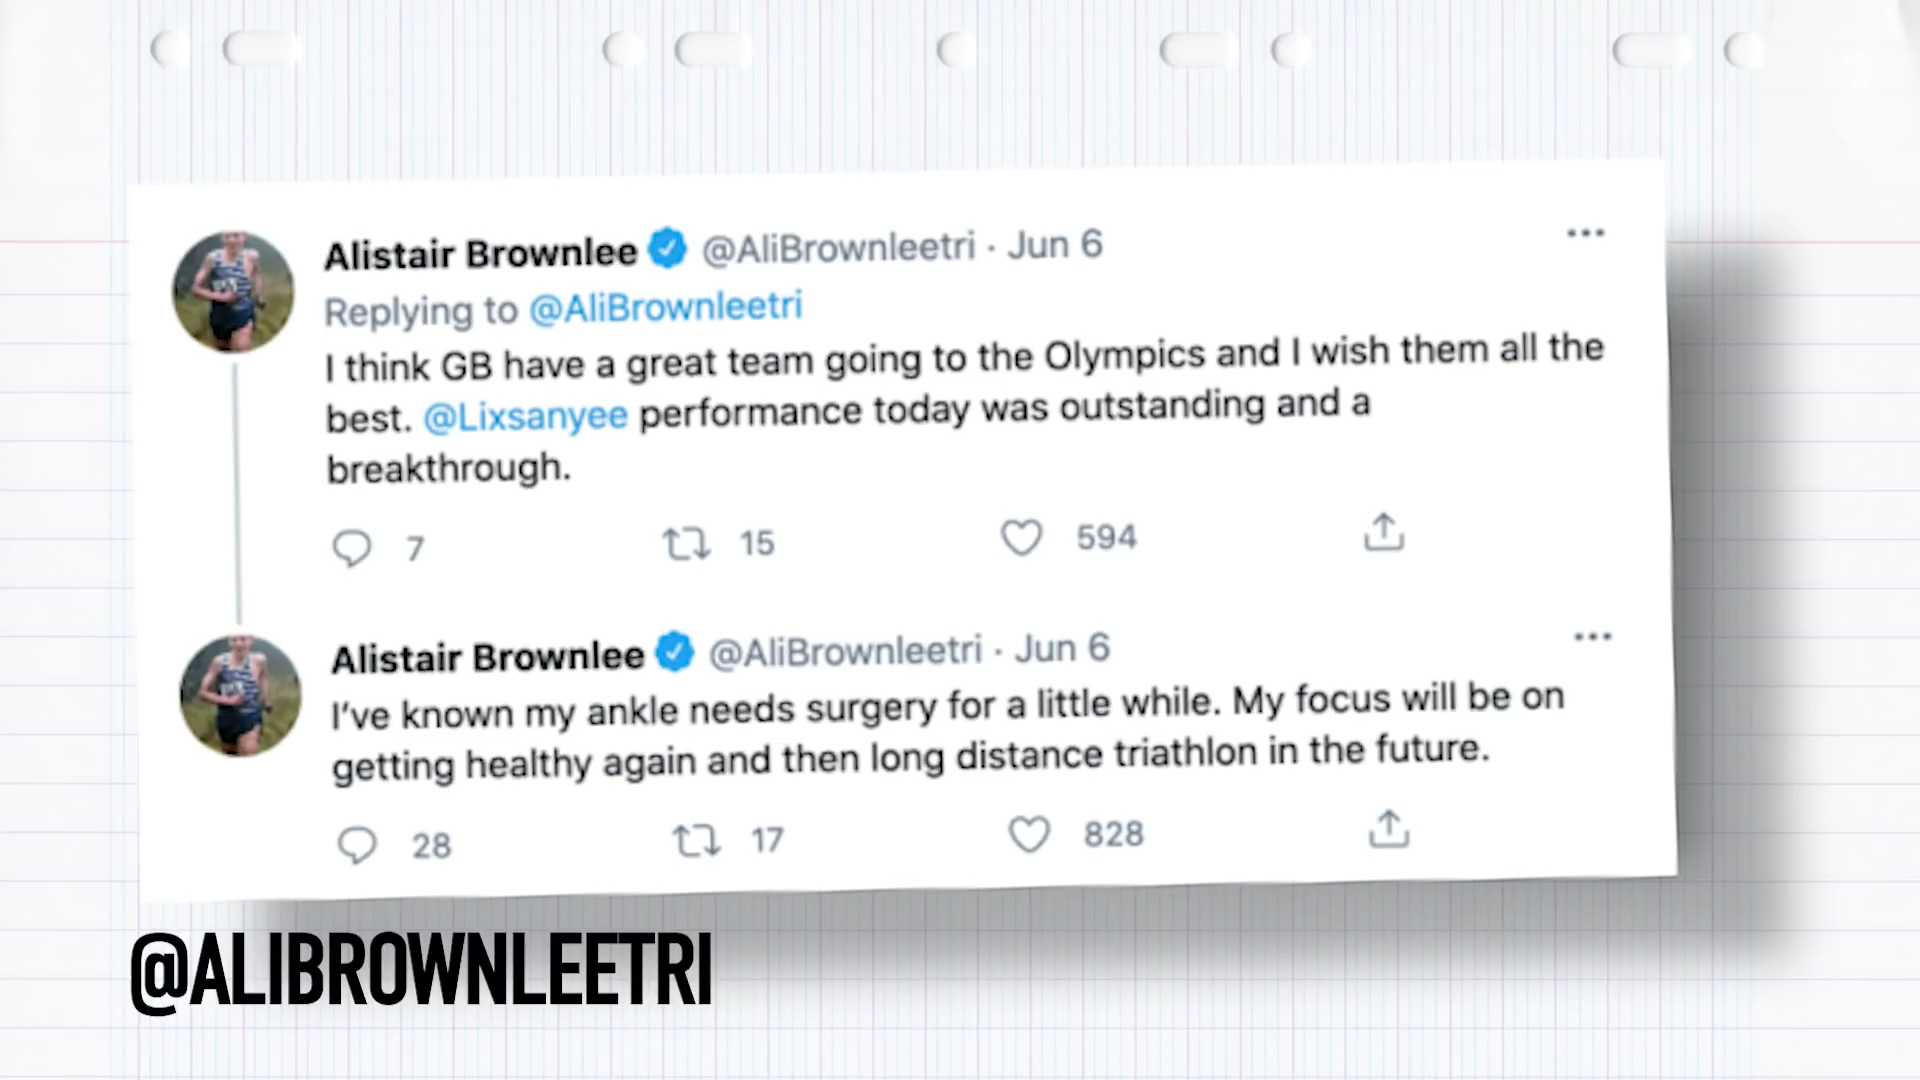 Alistair Brownlee @AliBrownleetri · Jun 6
Replying to @AliBrownleetri
I think GB have a great team going to the Olympics and I wish them all the
best. @Lixsanyee performance today was outstanding and a
breakthrough.
7 15 594
Alistair Brownlee @AliBrownleetri · Jun 6
I've known my ankle needs surgery for a little while. My focus will be on
getting healthy again and then long distance triathlon in the future.
28 17 828
@ALIBROWNLEETRI